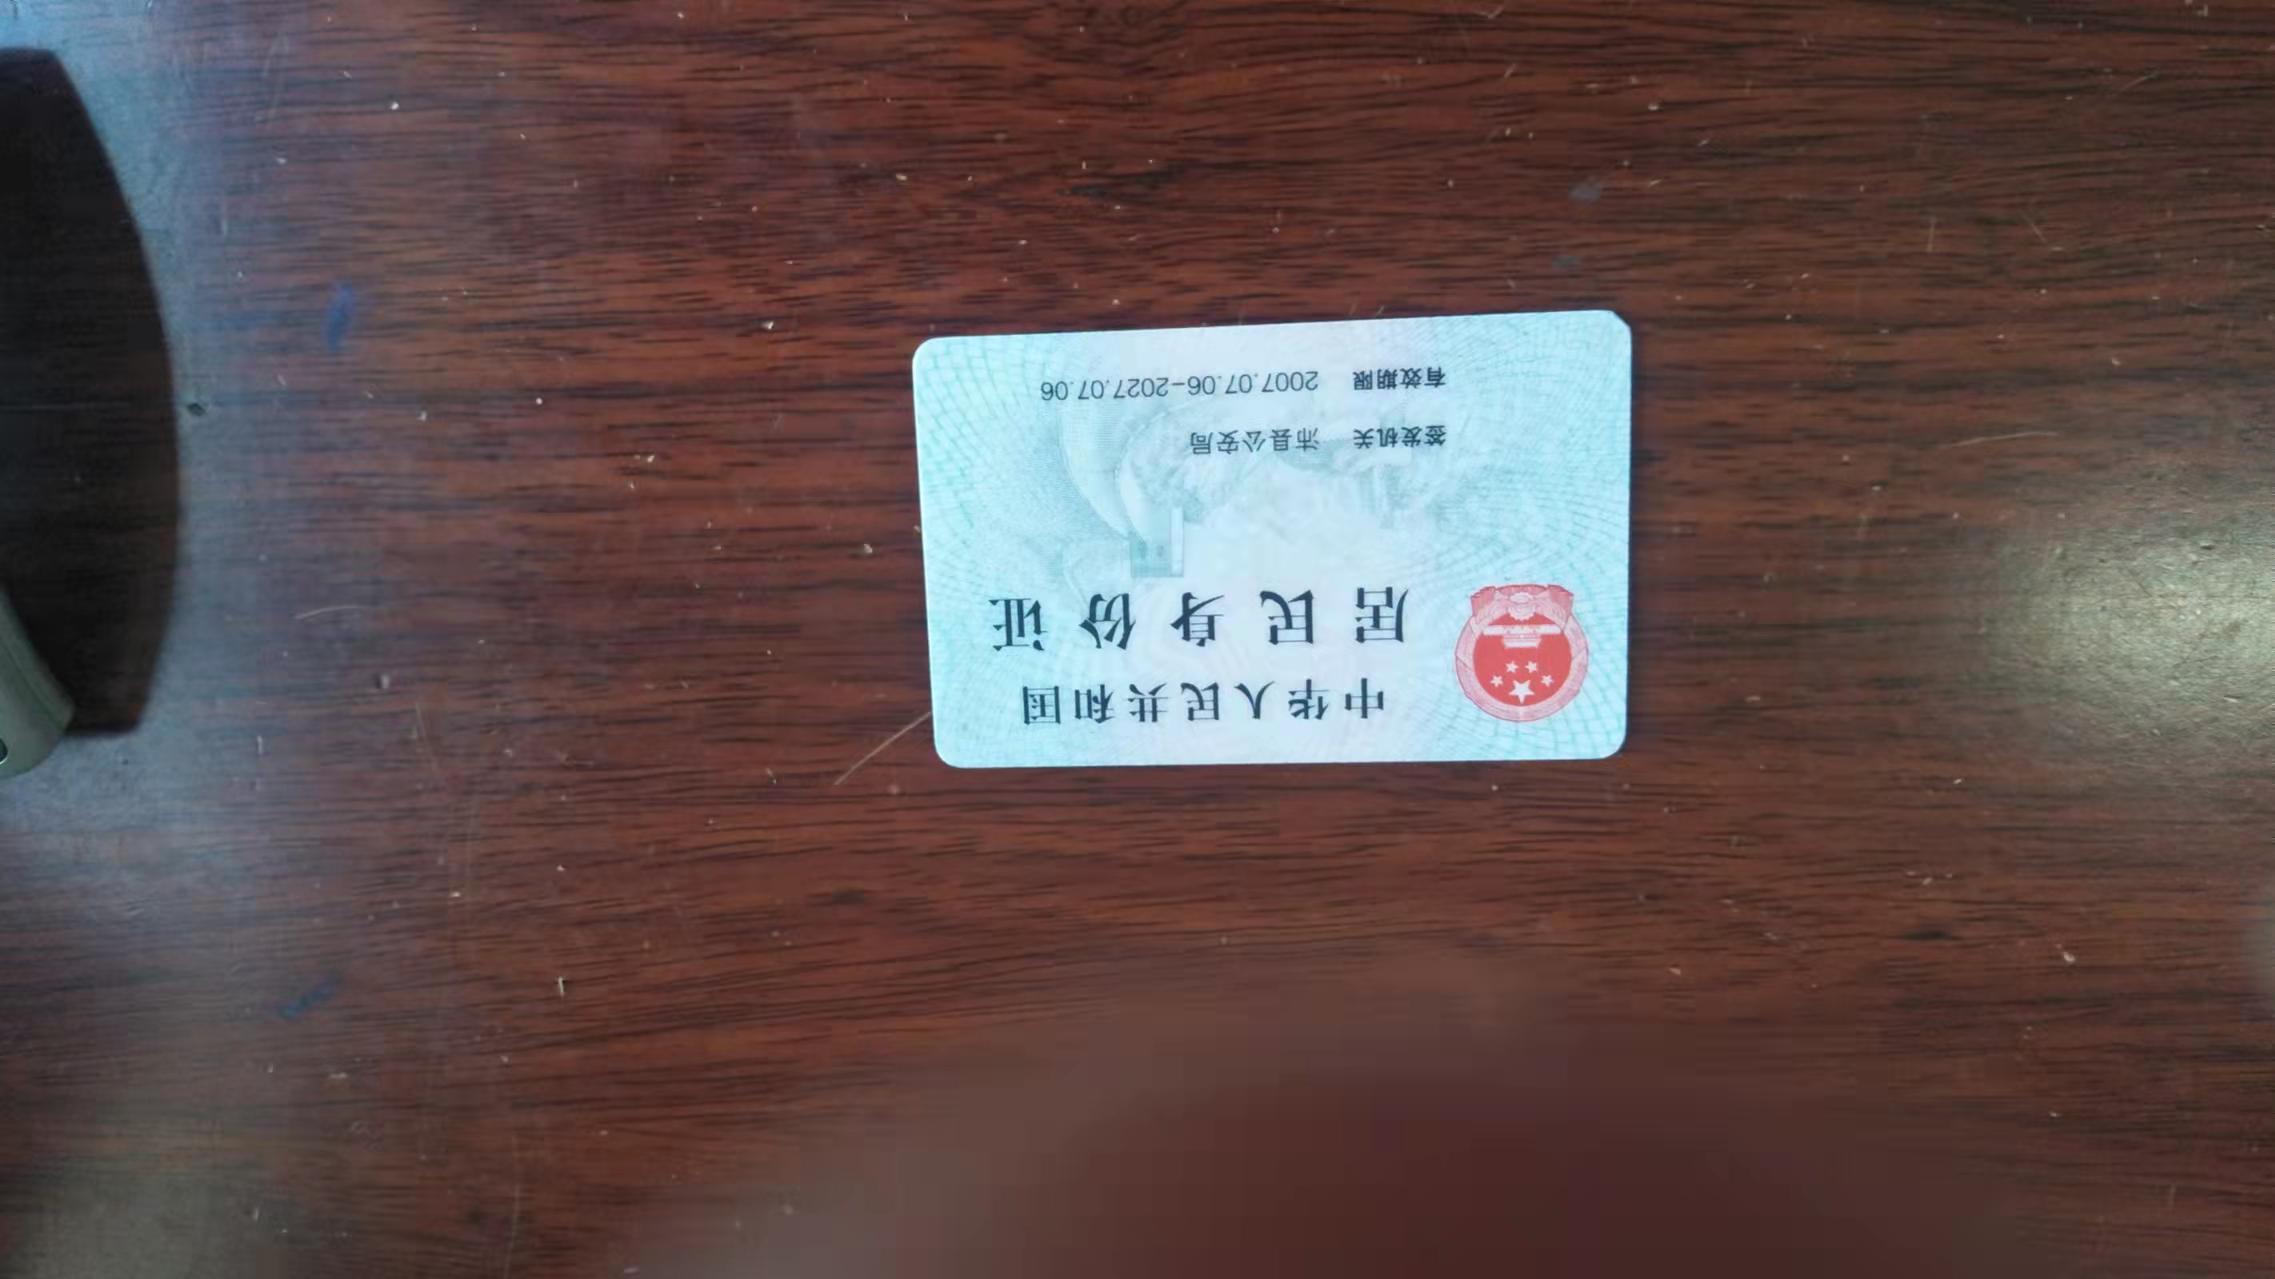 中华人民共和国
居民身份证
签发机关 沛县公安局
有效期限 2007.07.06-2027.07.06